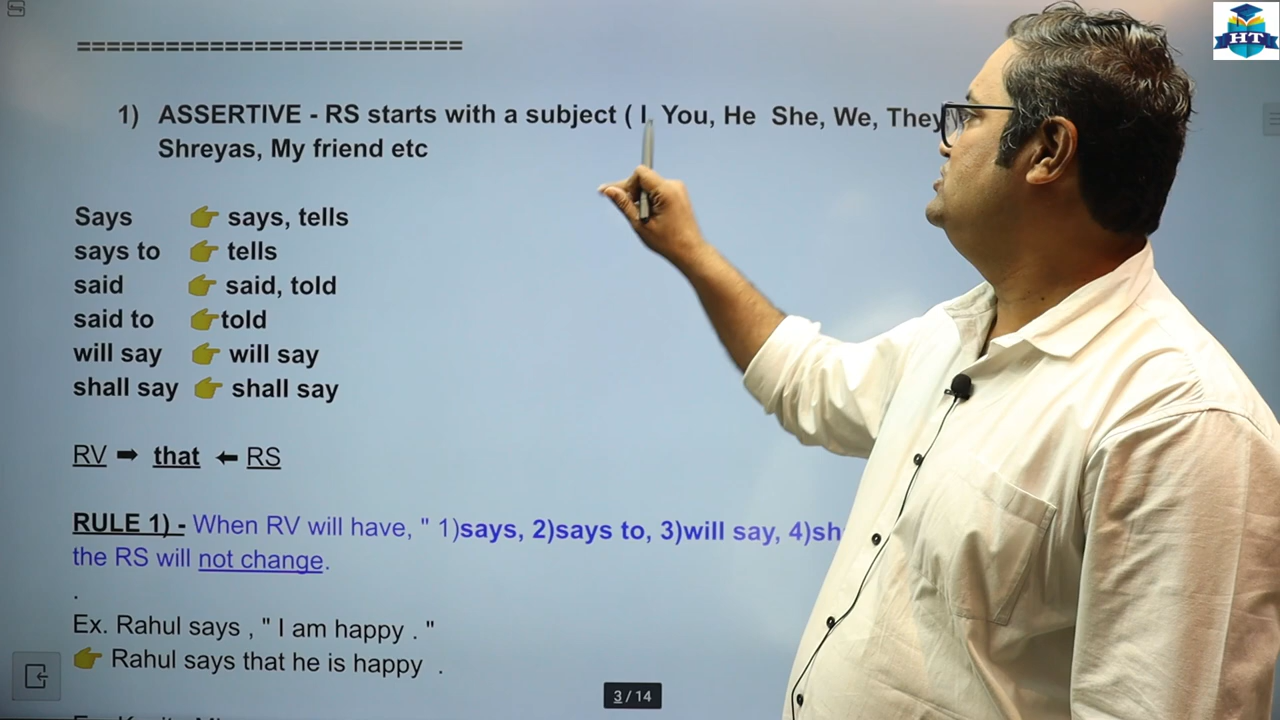 HT
=========================
1) ASSERTIVE - RS starts with a subject ( I, You, He She, We, They
Shreyas, My friend etc
Says 👉 says, tells
says to 👉 tells
said 👉 said, told
said to 👉told
will say 👉 will say
shall say 👉 shall say
RV ➡ that ⬅ RS
RULE 1) - When RV will have, " 1)says, 2)says to, 3)will say, 4)sh
the RS will not change.
.
Ex. Rahul says , " I am happy . "
👉 Rahul says that he is happy .
3 / 14